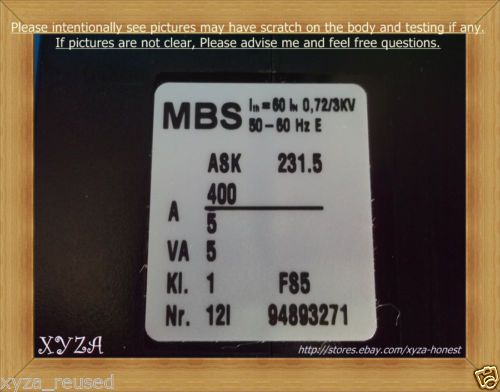 Please intentionally see pictures may have scratch on the body and testing if any.
If pictures are not clear, Please advise me and feel free questions.
MBS Ith=60 IN 0,72/3KV
50-60 Hz E
ASK 231.5
A 400
5
VA 5
Kl. 1 FS5
Nr. 12I 94893271
XYZA
http://stores.ebay.com/xyza-honest
xyza_reused